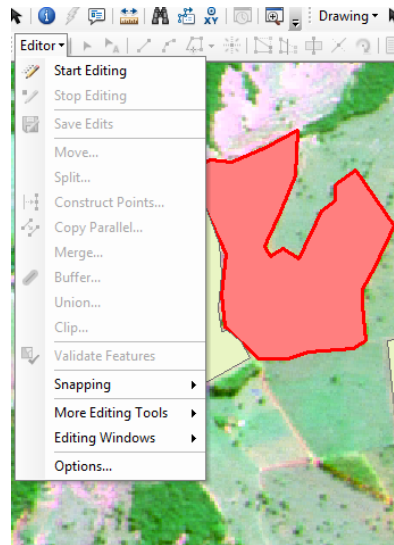 Drawing
Editor
Start Editing
Stop Editing
Save Edits
Move...
Split...
Construct Points...
Copy Parallel...
Merge...
Buffer...
Union...
Clip...
Validate Features
Snapping
More Editing Tools
Editing Windows
Options...